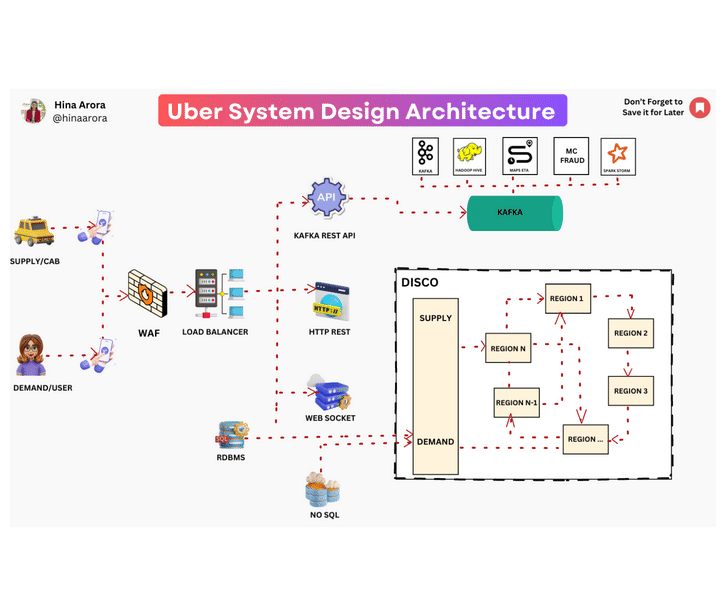 Hina Arora
@hinaarora
Uber System Design Architecture
Don't Forget to
Save it for Later
KAFKA
HADOOP HIVE
MAPS ETA
MC
FRAUD
SPARK STORM
API
KAFKA REST API
KAFKA
SUPPLY/CAB
WAF
LOAD BALANCER
HTTP://
HTTP REST
DEMAND/USER
WEB SOCKET
SQL
RDBMS
NO SQL
DISCO
SUPPLY
DEMAND
REGION 1
REGION 2
REGION N
REGION 3
REGION N-1
REGION ...